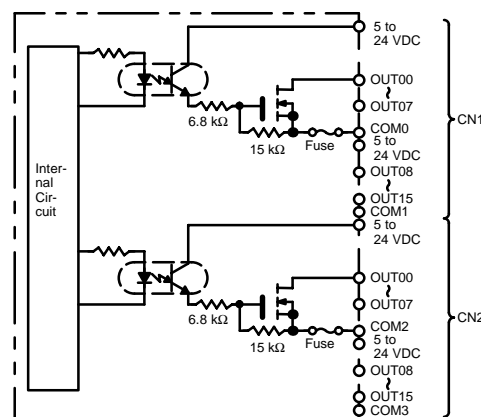 5 to
24 VDC
OUT00
OUT07
6.8 kΩ
COM0
15 kΩ
Fuse
5 to
24 VDC
CN1
OUT08
Inter-
nal
Cir-
cuit
OUT15
COM1
5 to
24 VDC
OUT00
OUT07
6.8 kΩ
COM2
15 kΩ
Fuse
5 to
24 VDC
CN2
OUT08
OUT15
COM3